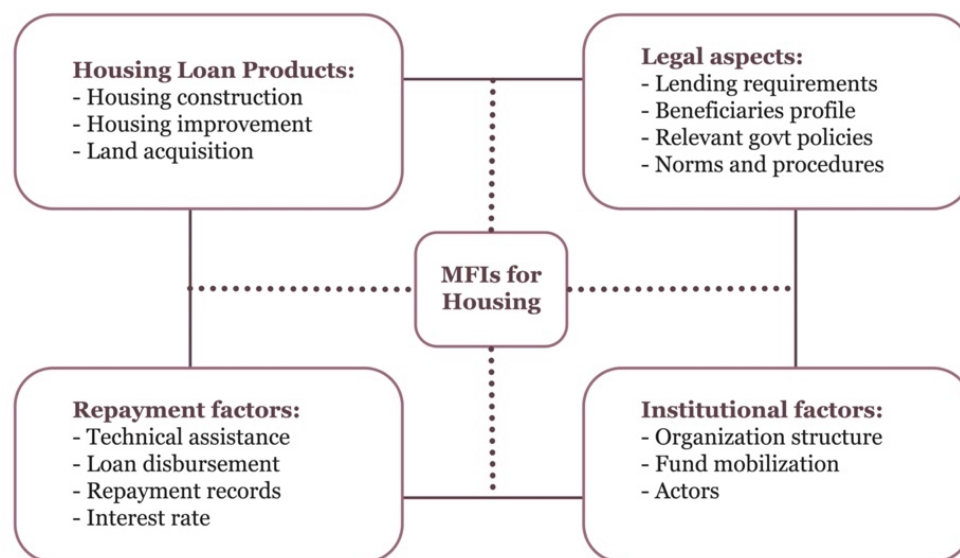 Housing Loan Products:
- Housing construction
- Housing improvement
- Land acquisition
Legal aspects:
- Lending requirements
- Beneficiaries profile
- Relevant govt policies
- Norms and procedures
MFIs for
Housing
Repayment factors:
- Technical assistance
- Loan disbursement
- Repayment records
- Interest rate
Institutional factors:
- Organization structure
- Fund mobilization
- Actors